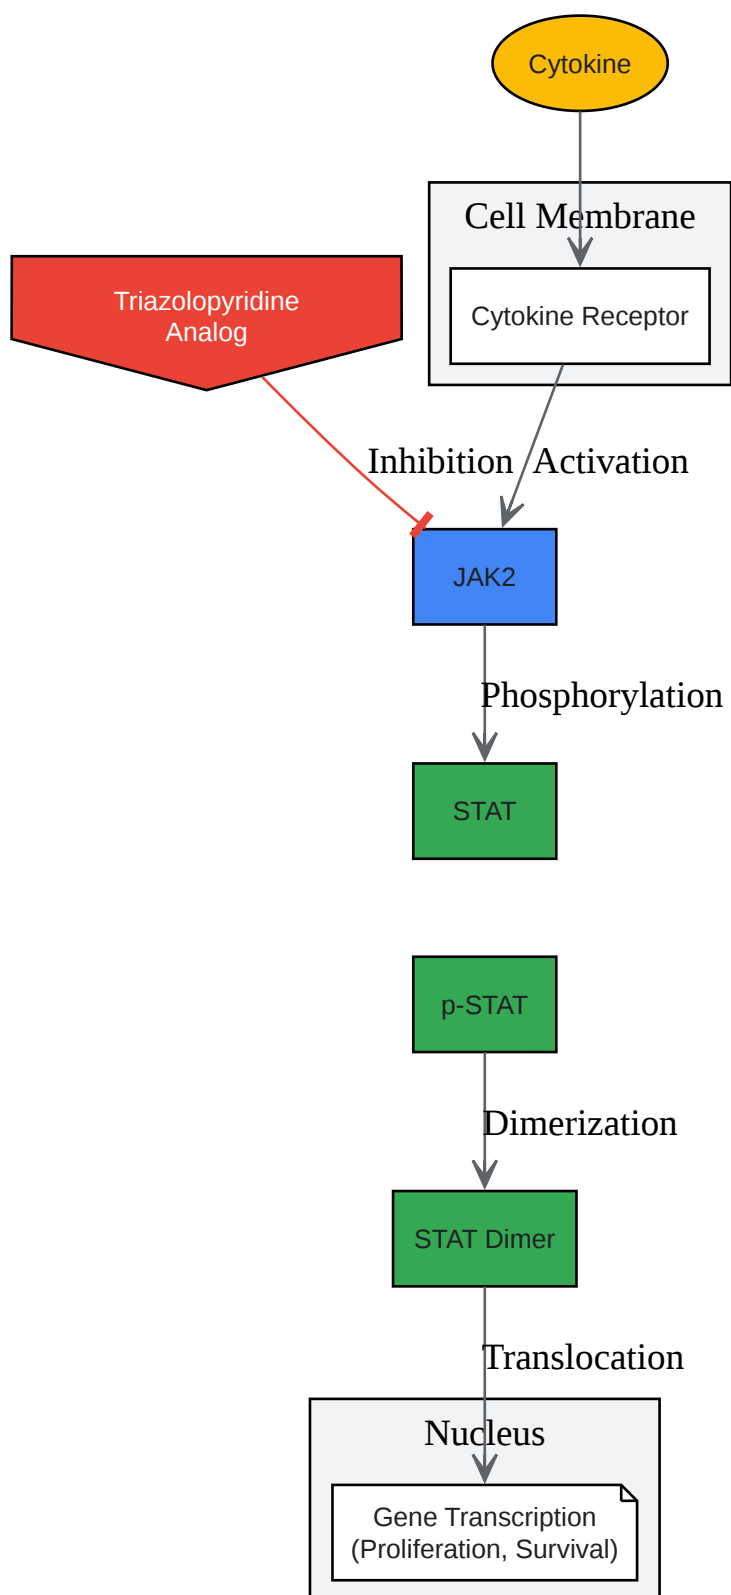 Cytokine
Cell Membrane
Triazolopyridine
Analog
Cytokine Receptor
Inhibition
Activation
JAK2
Phosphorylation
STAT
p-STAT
Dimerization
STAT Dimer
Translocation
Nucleus
Gene Transcription
(Proliferation, Survival)